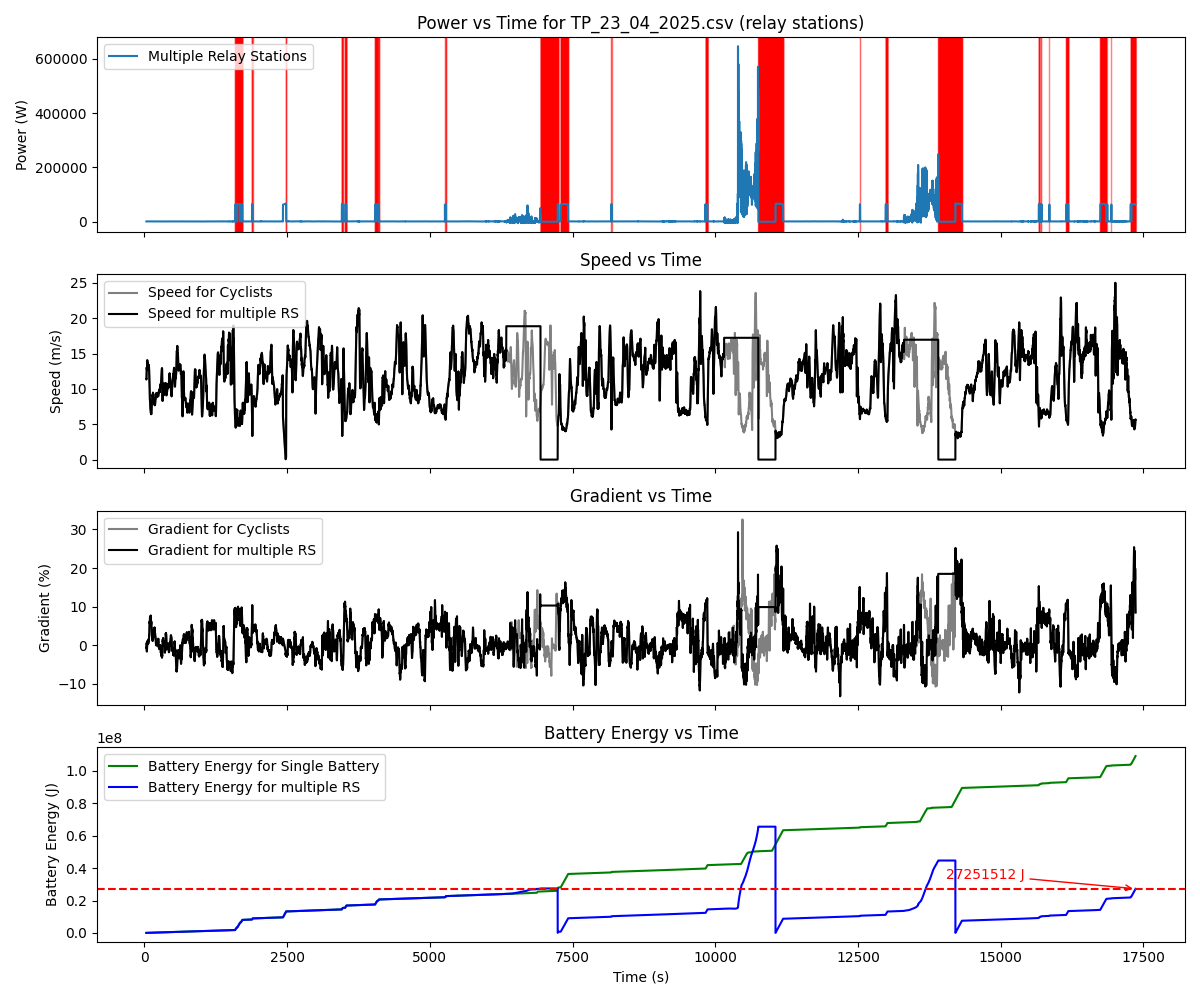 Power vs Time for TP_23_04_2025.csv (relay stations)
Multiple Relay Stations
Power (W)
600000
400000
200000
0
Speed vs Time
Speed for Cyclists
Speed for multiple RS
Speed (m/s)
25
20
15
10
5
0
Gradient vs Time
Gradient for Cyclists
Gradient for multiple RS
Gradient (%)
30
20
10
0
−10
Battery Energy vs Time
1e8
Battery Energy for Single Battery
Battery Energy for multiple RS
Battery Energy (J)
1.0
0.8
0.6
0.4
0.2
0.0
27251512 J
0 2500 5000 7500 10000 12500 15000 17500
Time (s)